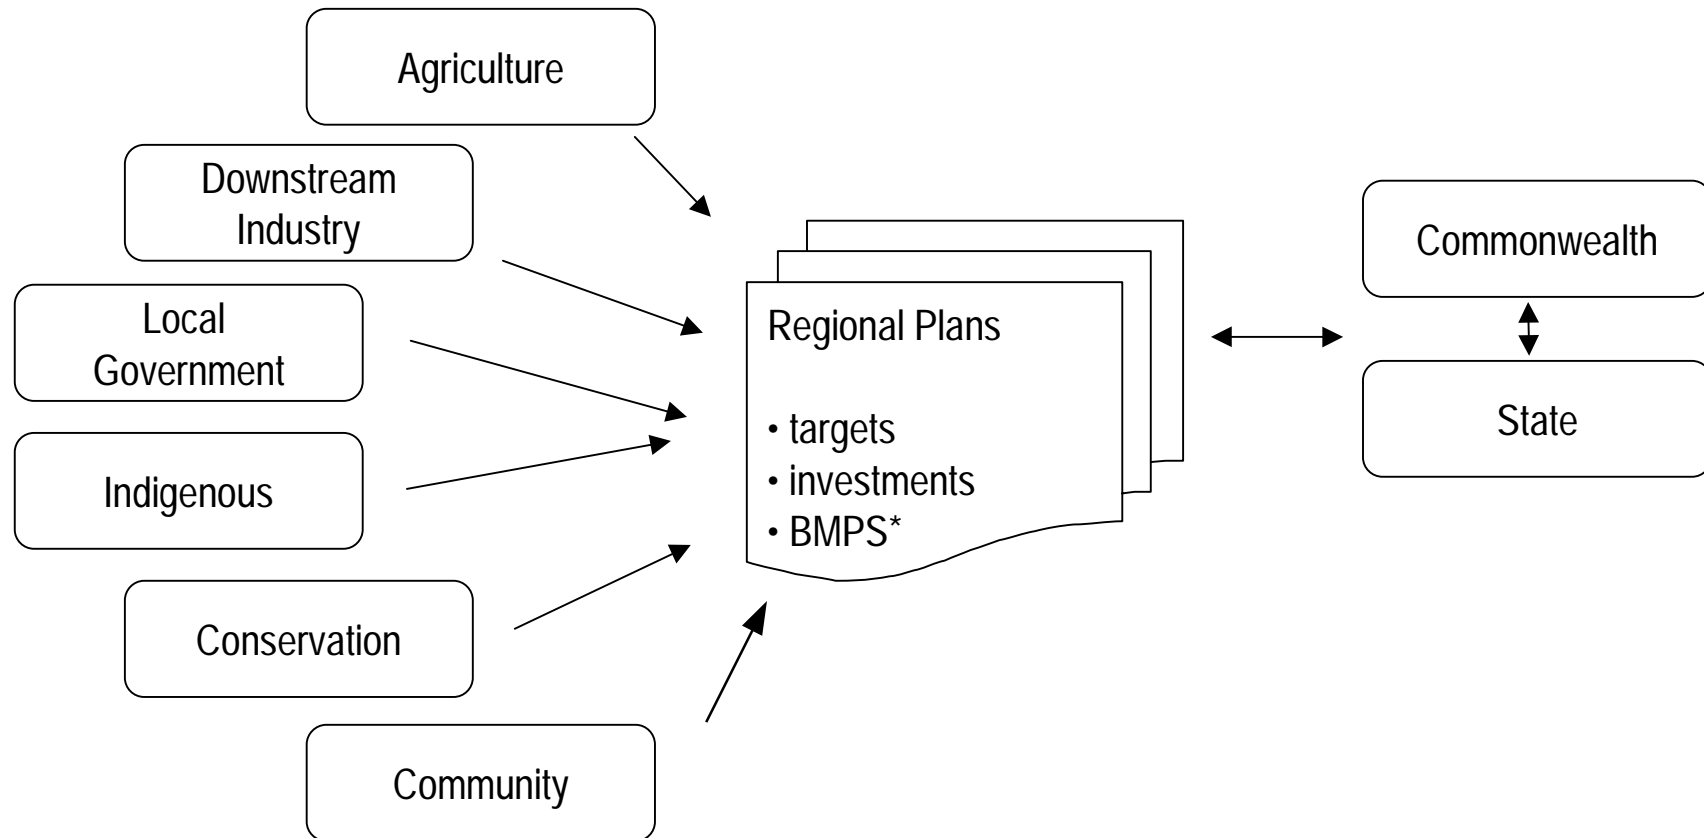 Agriculture
Downstream
Industry
Local
Government
Indigenous
Conservation
Community
Regional Plans
• targets
• investments
• BMPS*
Commonwealth
State